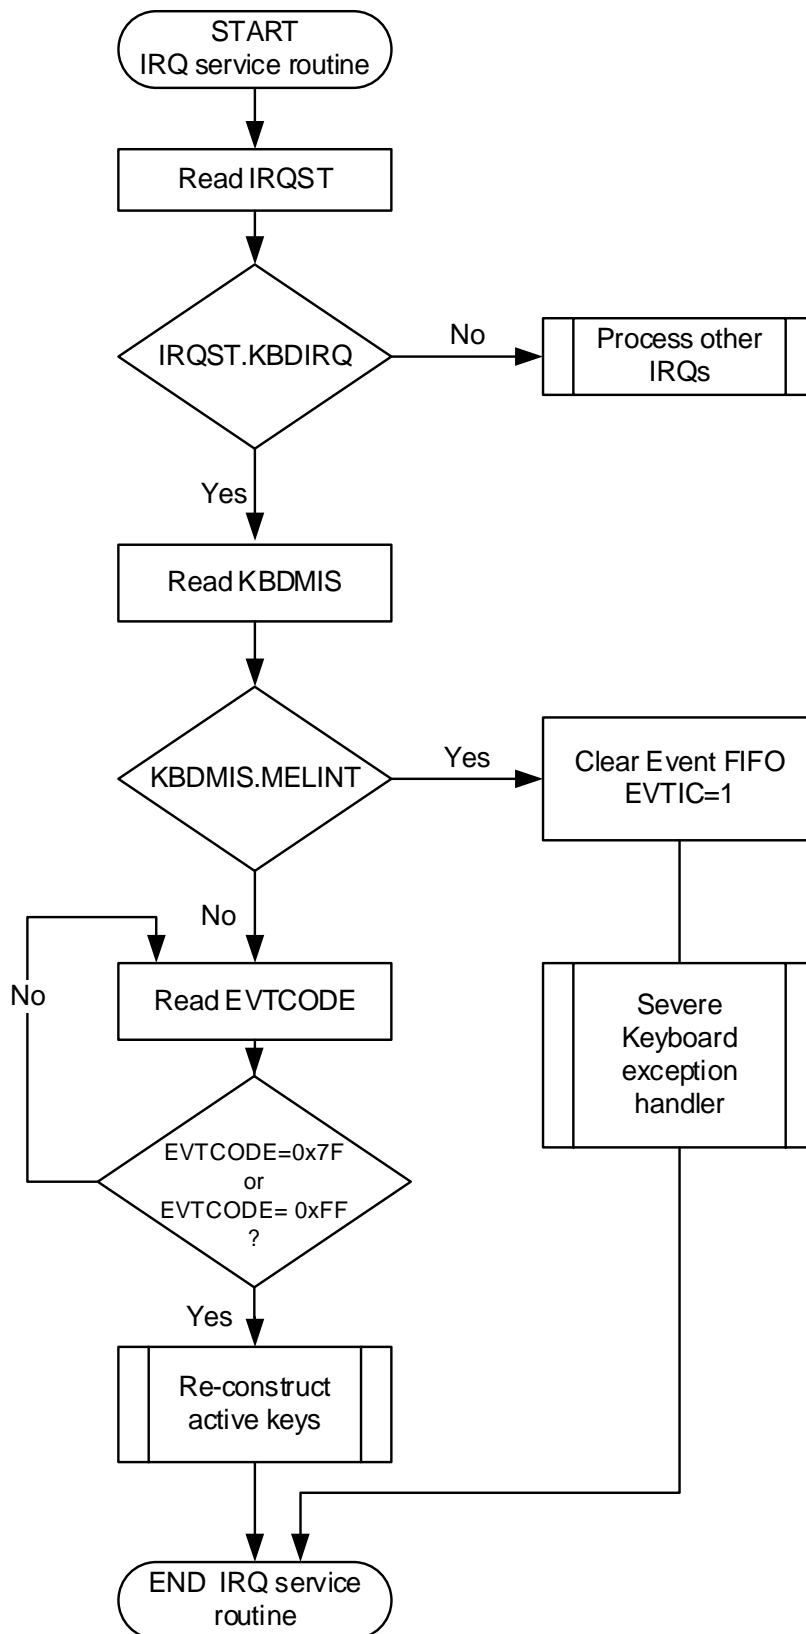 START
IRQ service routine
Read IRQST
IRQST.KBDIRQ
No
Process other
IRQs
Yes
Read KBDMIS
KBDMIS.MELINT
Yes
Clear Event FIFO
EVTIC=1
No
No
Read EVTCODE
Severe
Keyboard
exception
handler
EVTCODE=0x7F
or
EVTCODE= 0xFF
?
Yes
Re-construct
active keys
END IRQ service
routine